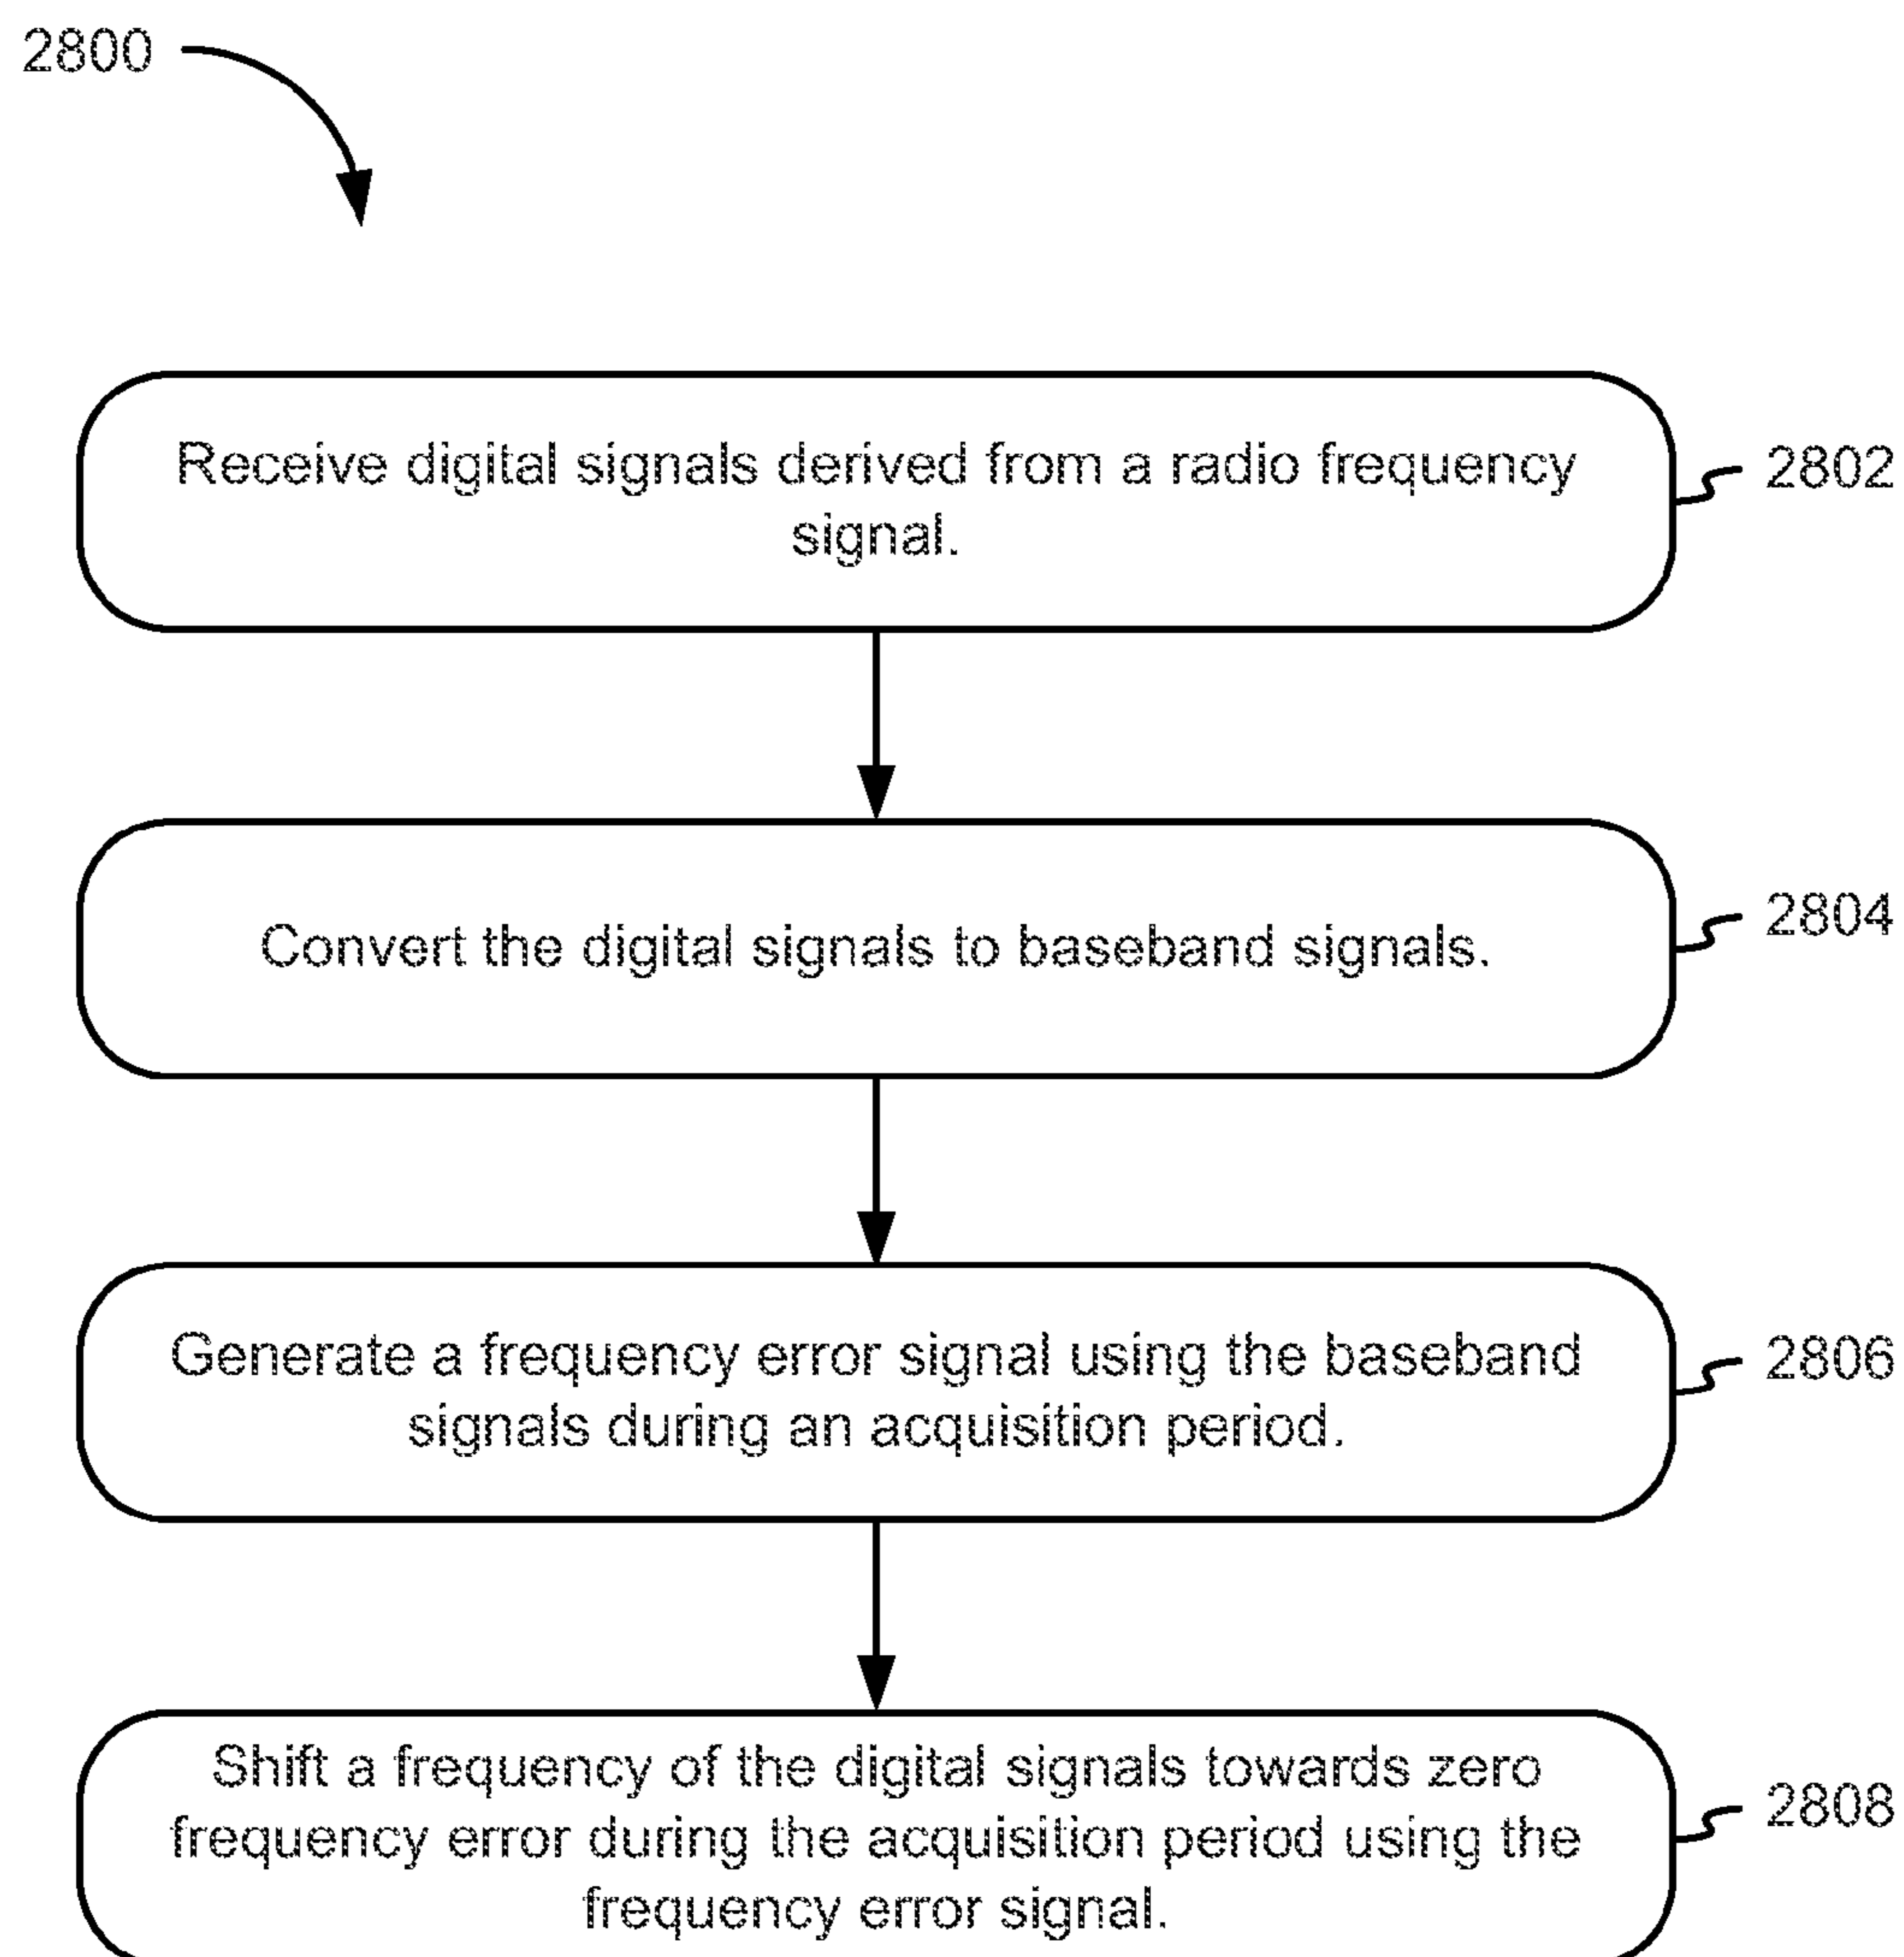 2800
Receive digital signals derived from a radio frequency
signal.
2802
Convert the digital signals to baseband signals.
2804
Generate a frequency error signal using the baseband
signals during an acquisition period.
2806
Shift a frequency of the digital signals towards zero
frequency error during the acquisition period using the
frequency error signal.
2808